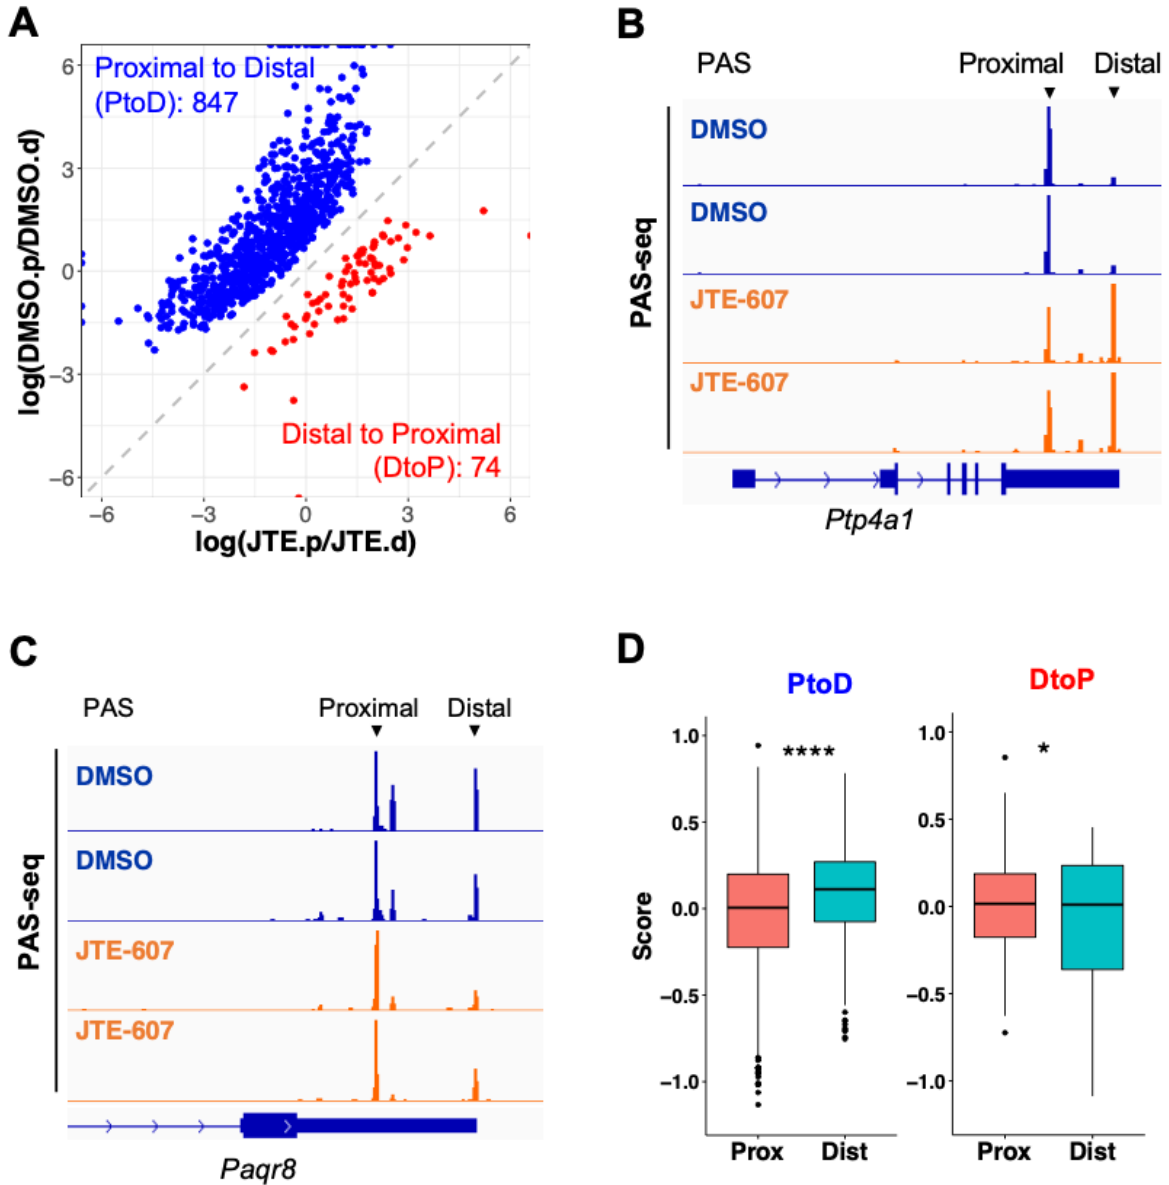 A
Proximal to Distal
(PtoD): 847
Distal to Proximal
(DtoP): 74
log(DMSO.p/DMSO.d)
6
3
0
−3
−6
−6 −3 0 3 6
log(JTE.p/JTE.d)
B
PAS Proximal Distal
PAS-seq
DMSO
DMSO
JTE-607
JTE-607
Ptp4a1
C
PAS Proximal Distal
PAS-seq
DMSO
DMSO
JTE-607
JTE-607
Paqr8
D
PtoD
Score
1.0
0.5
0.0
−0.5
−1.0
****
Prox Dist
DtoP
1.0
0.5
0.0
−0.5
−1.0
*
Prox Dist